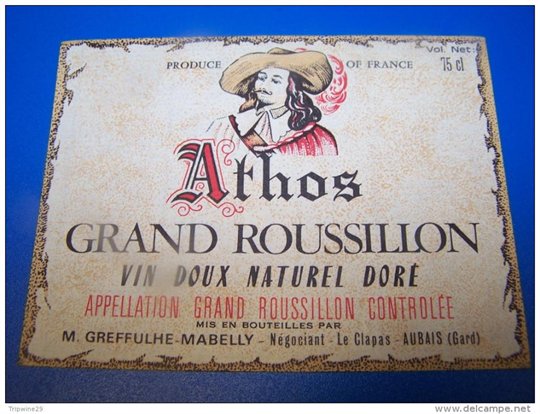 Vol. Net:
PRODUCE OF FRANCE 75 cl
Athos
GRAND ROUSSILLON
VIN DOUX NATUREL DORÉ
APPELLATION GRAND ROUSSILLON CONTROLÉE
MIS EN BOUTEILLES PAR
M. GREFFULHE-MABELLY - Négociant - Le Clapas - AUBAIS (Gard)
Tripwine29
delcampe.net